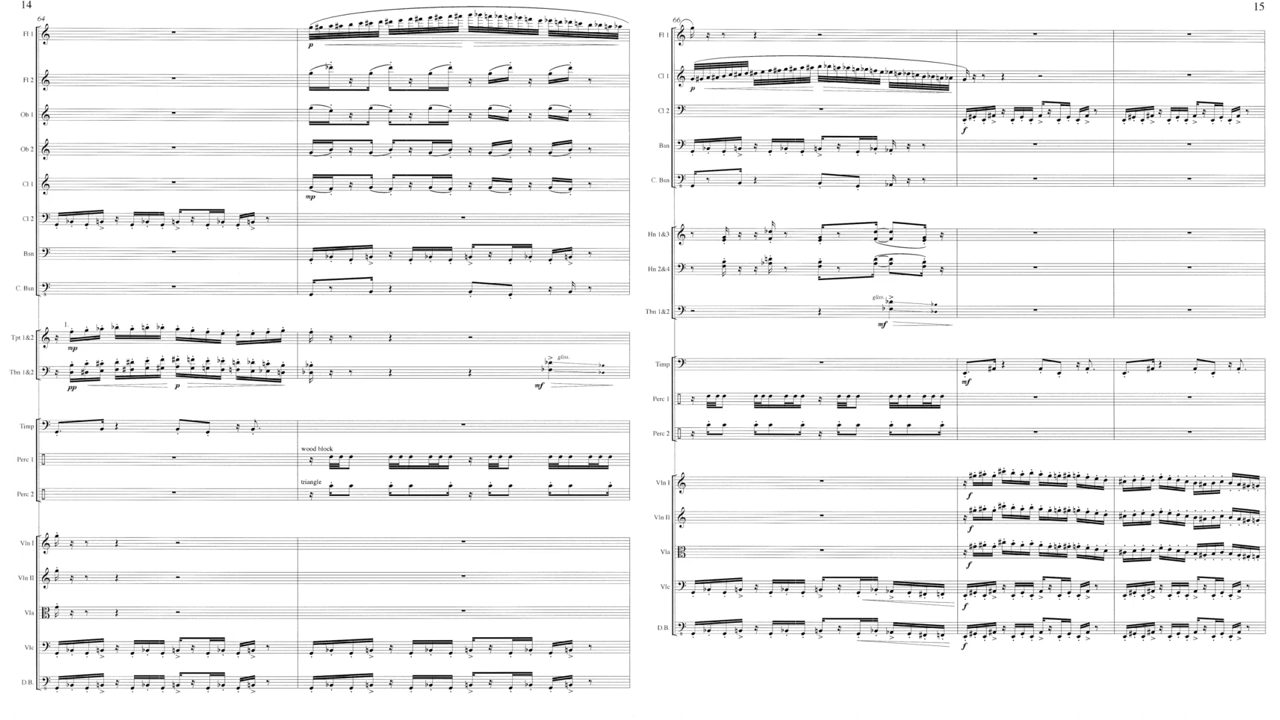 14
64
Fl 1
p
Fl 2
Ob 1
Ob 2
Cl 1
mp
Cl 2
Bsn
C. Bsn
Tpt 1&2
1.
mp
Tbn 1&2
pp
p
mf
gliss.
Timp
Perc 1
wood block
Perc 2
triangle
Vln I
Vln II
Vla
Vlc
D.B.
15
66
Fl 1
Cl 1
p
Cl 2
f
Bsn
C. Bsn
Hn 1&3
Hn 2&4
Tbn 1&2
gliss.
mf
Timp
mf
Perc 1
Perc 2
Vln I
f
Vln II
f
Vla
f
Vlc
f
D.B.
f